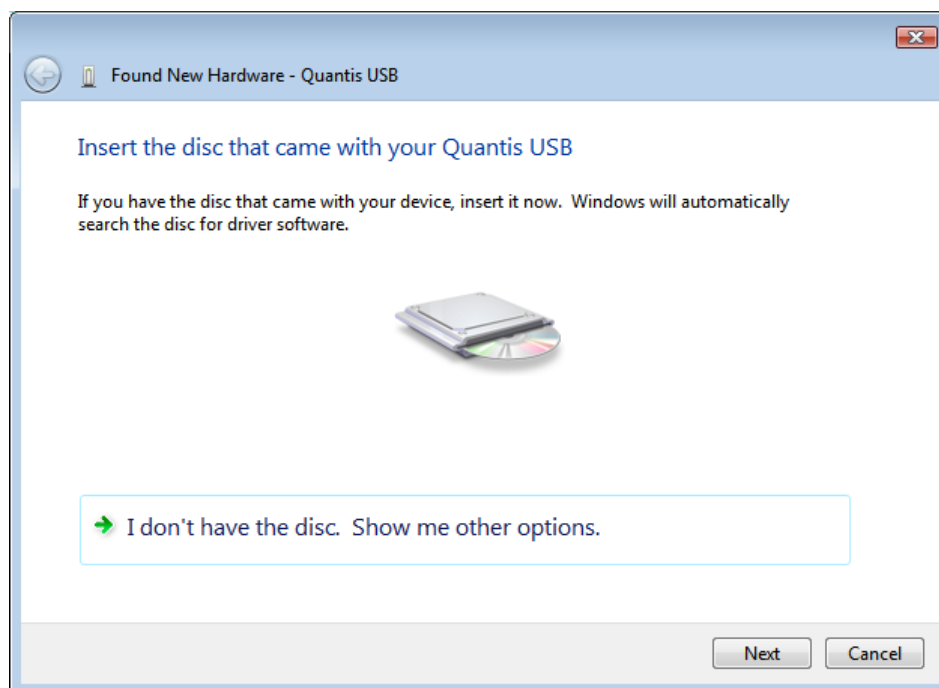 Found New Hardware - Quantis USB
Insert the disc that came with your Quantis USB
If you have the disc that came with your device, insert it now.  Windows will automatically
search the disc for driver software.
I don't have the disc.  Show me other options.
Next
Cancel